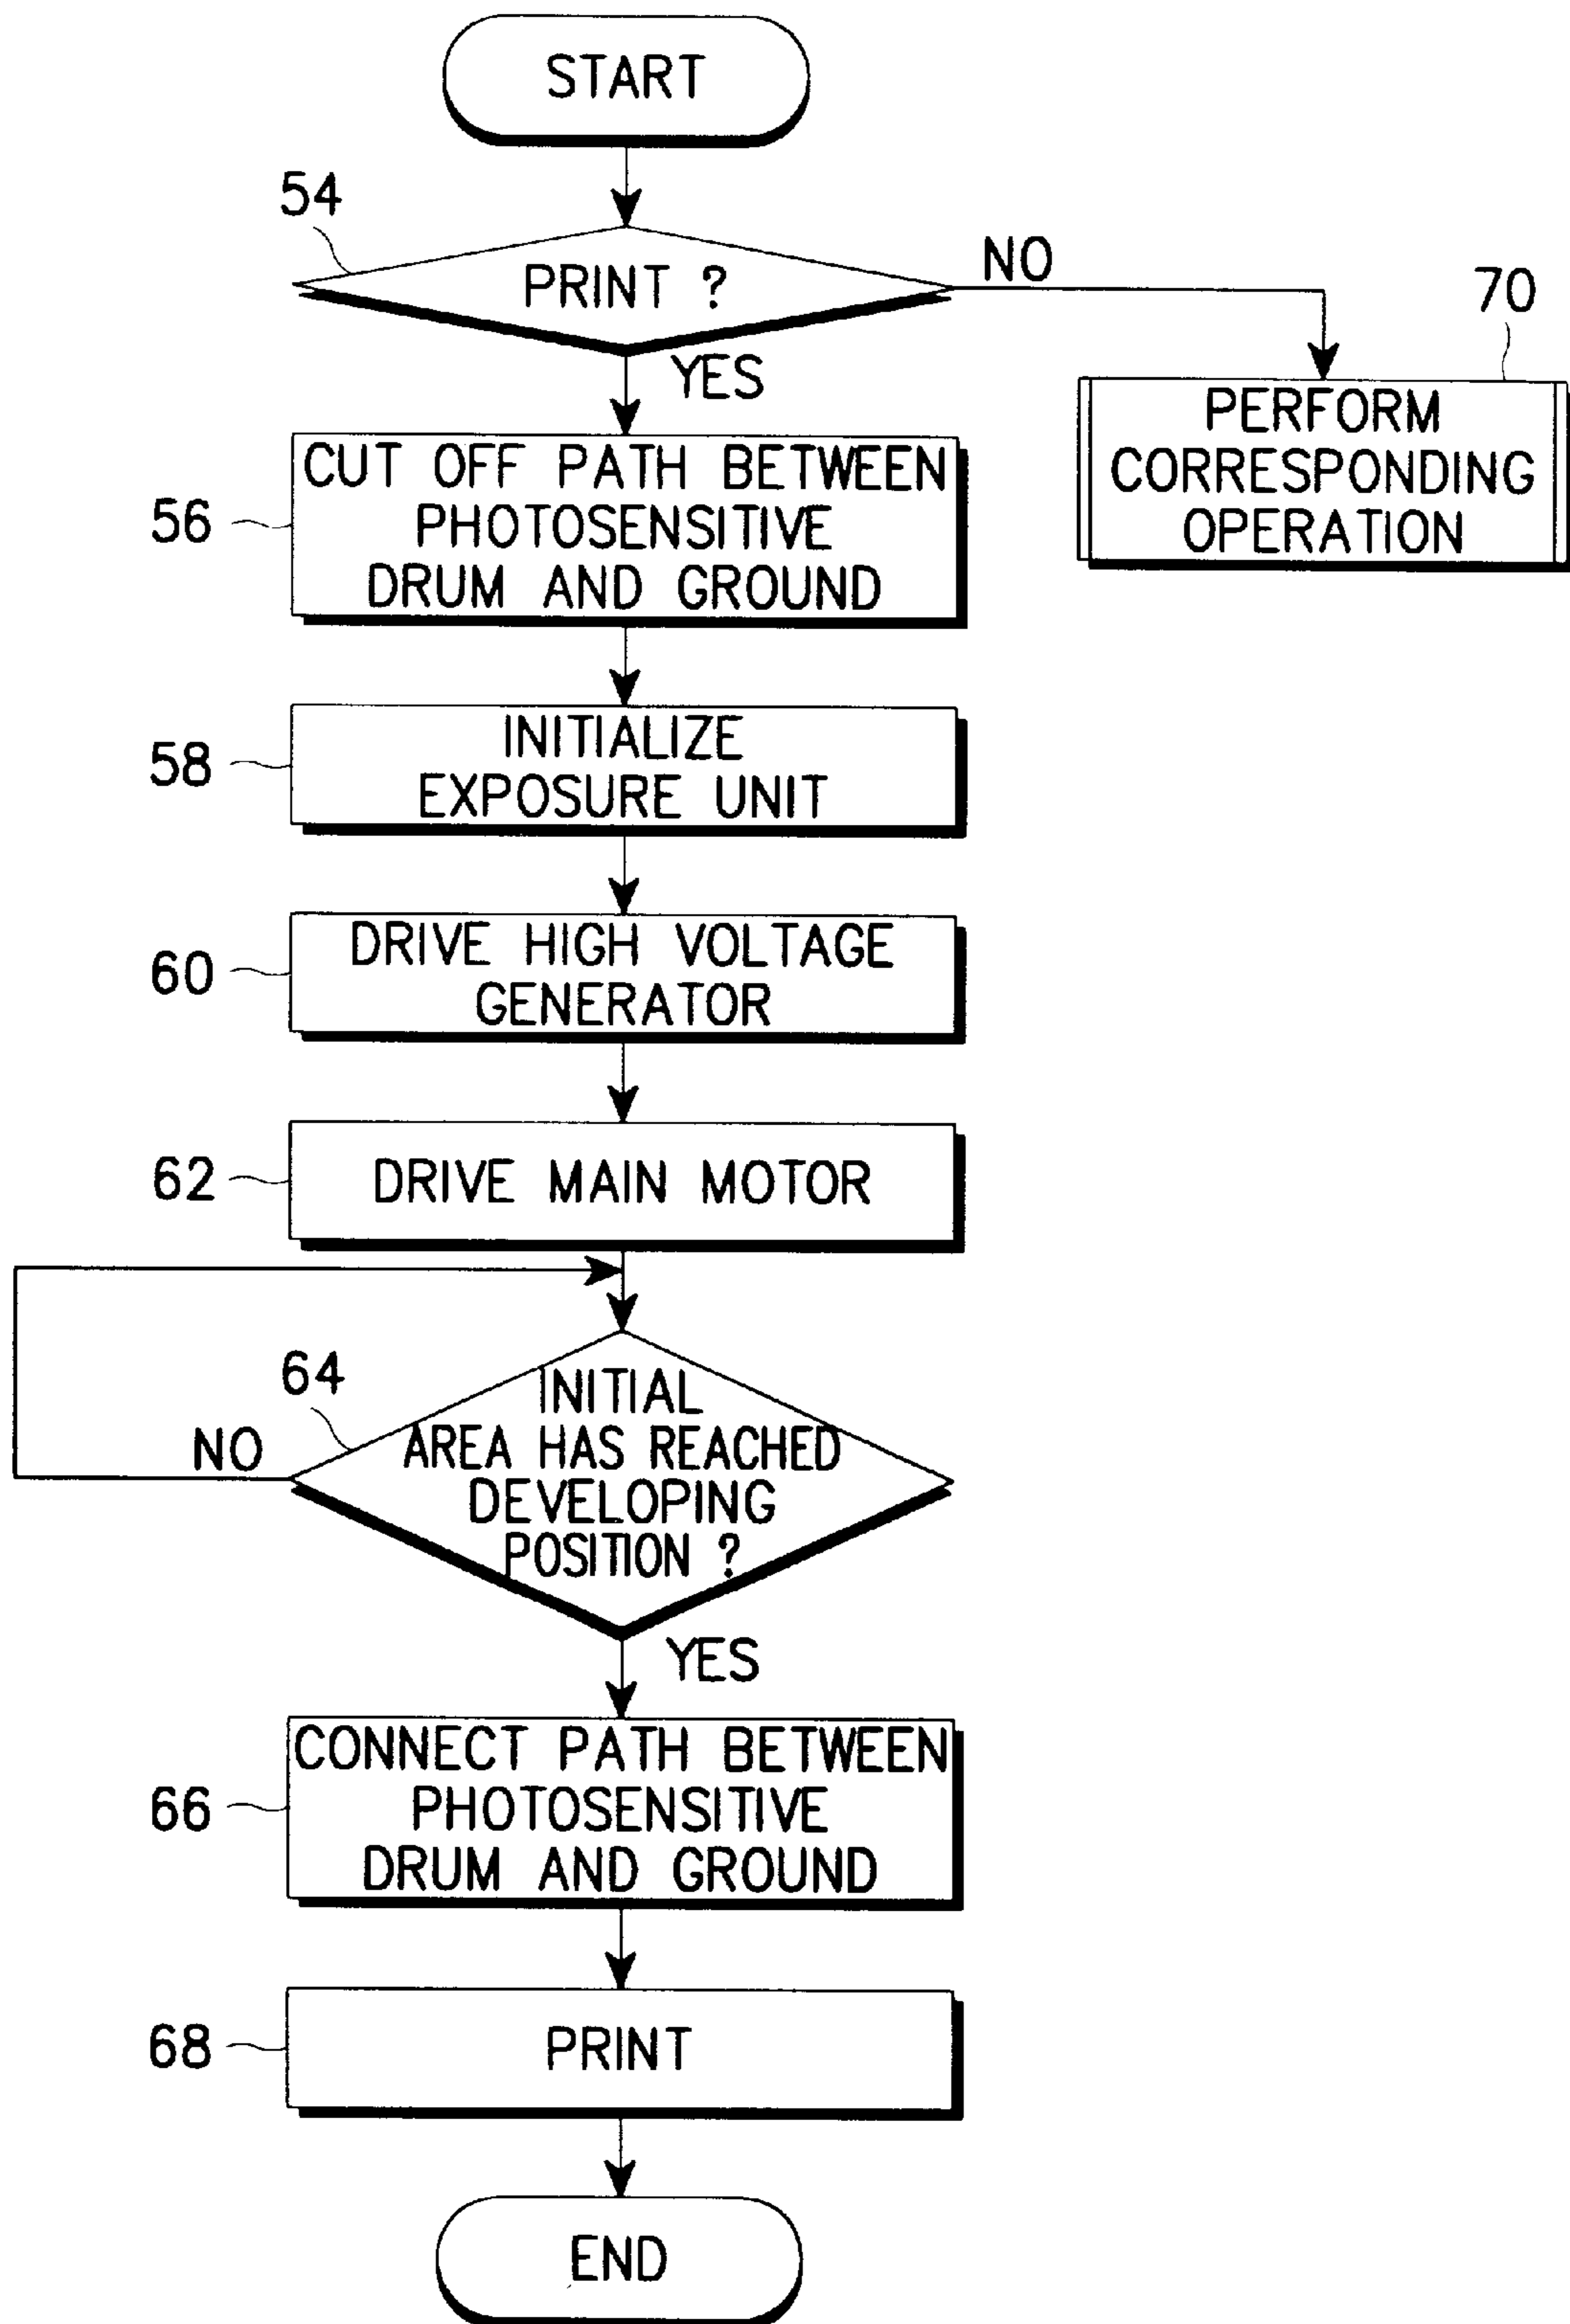 START
54
PRINT ?
NO
70
YES
PERFORM
CORRESPONDING
OPERATION
CUT OFF PATH BETWEEN
56
PHOTOSENSITIVE
DRUM AND GROUND
INITIALIZE
58
EXPOSURE UNIT
DRIVE HIGH VOLTAGE
60
GENERATOR
62
DRIVE MAIN MOTOR
64
INITIAL
NO
AREA HAS REACHED
DEVELOPING
POSITION ?
YES
CONNECT PATH BETWEEN
66
PHOTOSENSITIVE
DRUM AND GROUND
68
PRINT
END